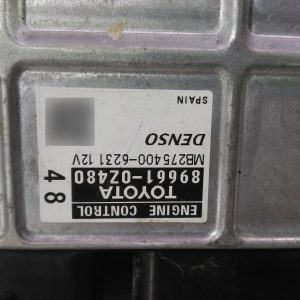 ENGINE CONTROL
TOYOTA
89661-0Z480
48
MB275400-6231 12V
DENSO
SPAIN